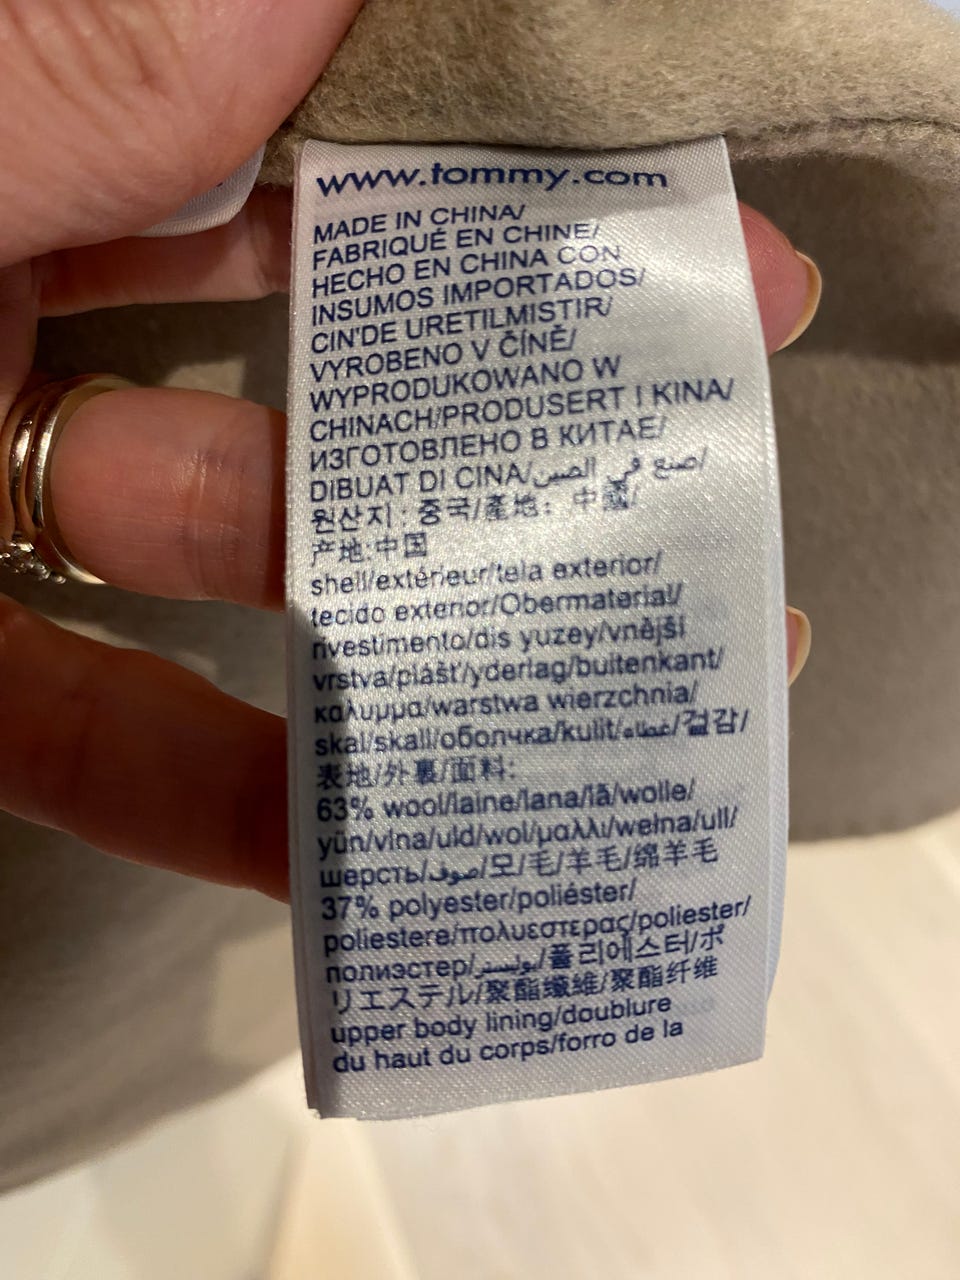 www.tommy.com
MADE IN CHINA/
FABRIQUÉ EN CHINE/
HECHO EN CHINA CON
INSUMOS IMPORTADOS/
CIN'DE URETILMISTIR/
VYROBENO V ČÍNĚ/
WYPRODUKOWANO W
CHINACH/PRODUSERT I KINA/
ИЗГОТОВЛЕНО В КИТАЕ/
DIBUAT DI CINA/صنع في الصين/
원산지: 중국/產地: 中國/
产地:中国
shell/extérieur/tela exterior/
tecido exterior/Obermaterial/
rivestimento/dis yuzey/vnější
vrstva/plášť/yderlag/buitenkant/
καλυμμα/warstwa wierzchnia/
skal/skall/оболчка/kulit/غطاء/겉감/
表地/外裏/面料:
63% wool/laine/lana/lã/wolle/
yün/vlna/uld/wol/μαλλι/wełna/ull/
шерсть/صوف/모/毛/羊毛/绵羊毛
37% polyester/poliéster/
poliestere/πολυεστερας/poliester/
полиэстер/بوليستر/폴리에스터/ポ
リエステル/聚酯纖維/聚酯纤维
upper body lining/doublure
du haut du corps/forro de la